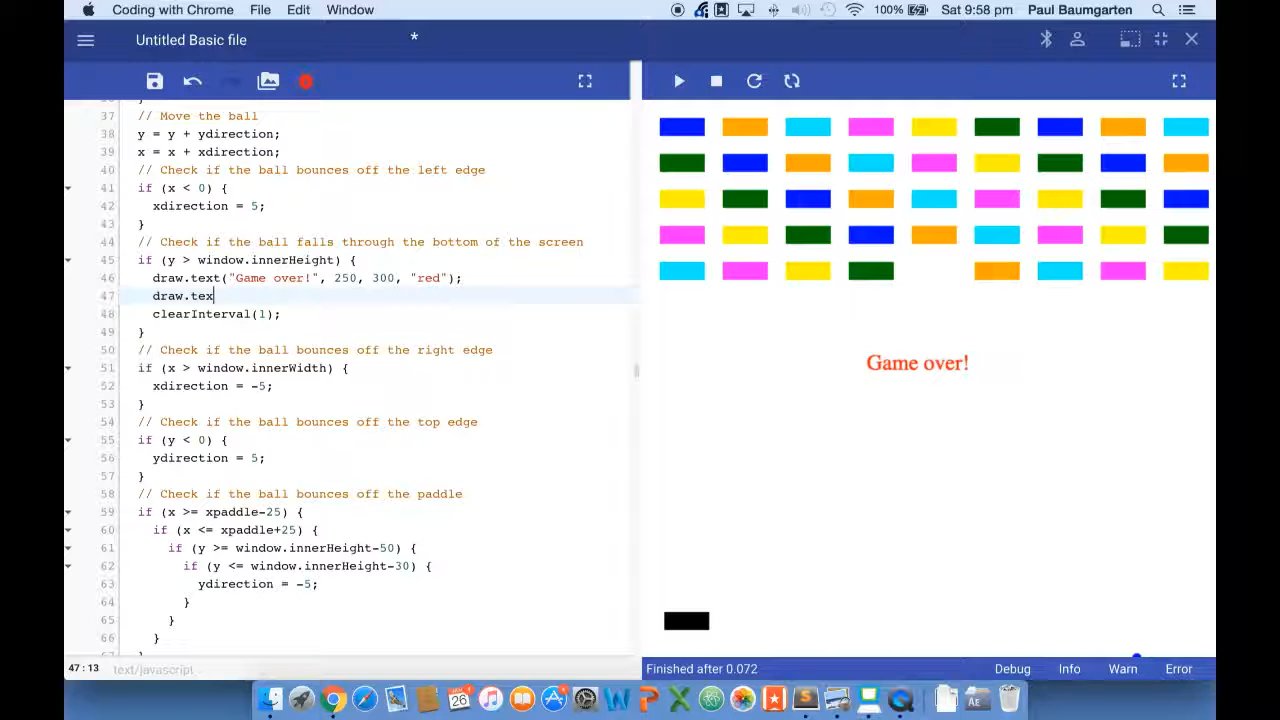 Coding with Chrome File Edit Window 100% Sat 9:58 pm Paul Baumgarten
Untitled Basic file *
37 // Move the ball
38 y = y + ydirection;
39 x = x + xdirection;
40 // Check if the ball bounces off the left edge
41 if (x < 0) {
42 xdirection = 5;
43 }
44 // Check if the ball falls through the bottom of the screen
45 if (y > window.innerHeight) {
46 draw.text("Game over!", 250, 300, "red");
47 draw.tex
48 clearInterval(1);
49 }
50 // Check if the ball bounces off the right edge
51 if (x > window.innerWidth) {
52 xdirection = -5;
53 }
54 // Check if the ball bounces off the top edge
55 if (y < 0) {
56 ydirection = 5;
57 }
58 // Check if the ball bounces off the paddle
59 if (x >= xpaddle-25) {
60 if (x <= xpaddle+25) {
61 if (y >= window.innerHeight-50) {
62 if (y <= window.innerHeight-30) {
63 ydirection = -5;
64 }
65 }
66 }
Game over!
47 : 13 text/javascript
Finished after 0.072 Debug Info Warn Error